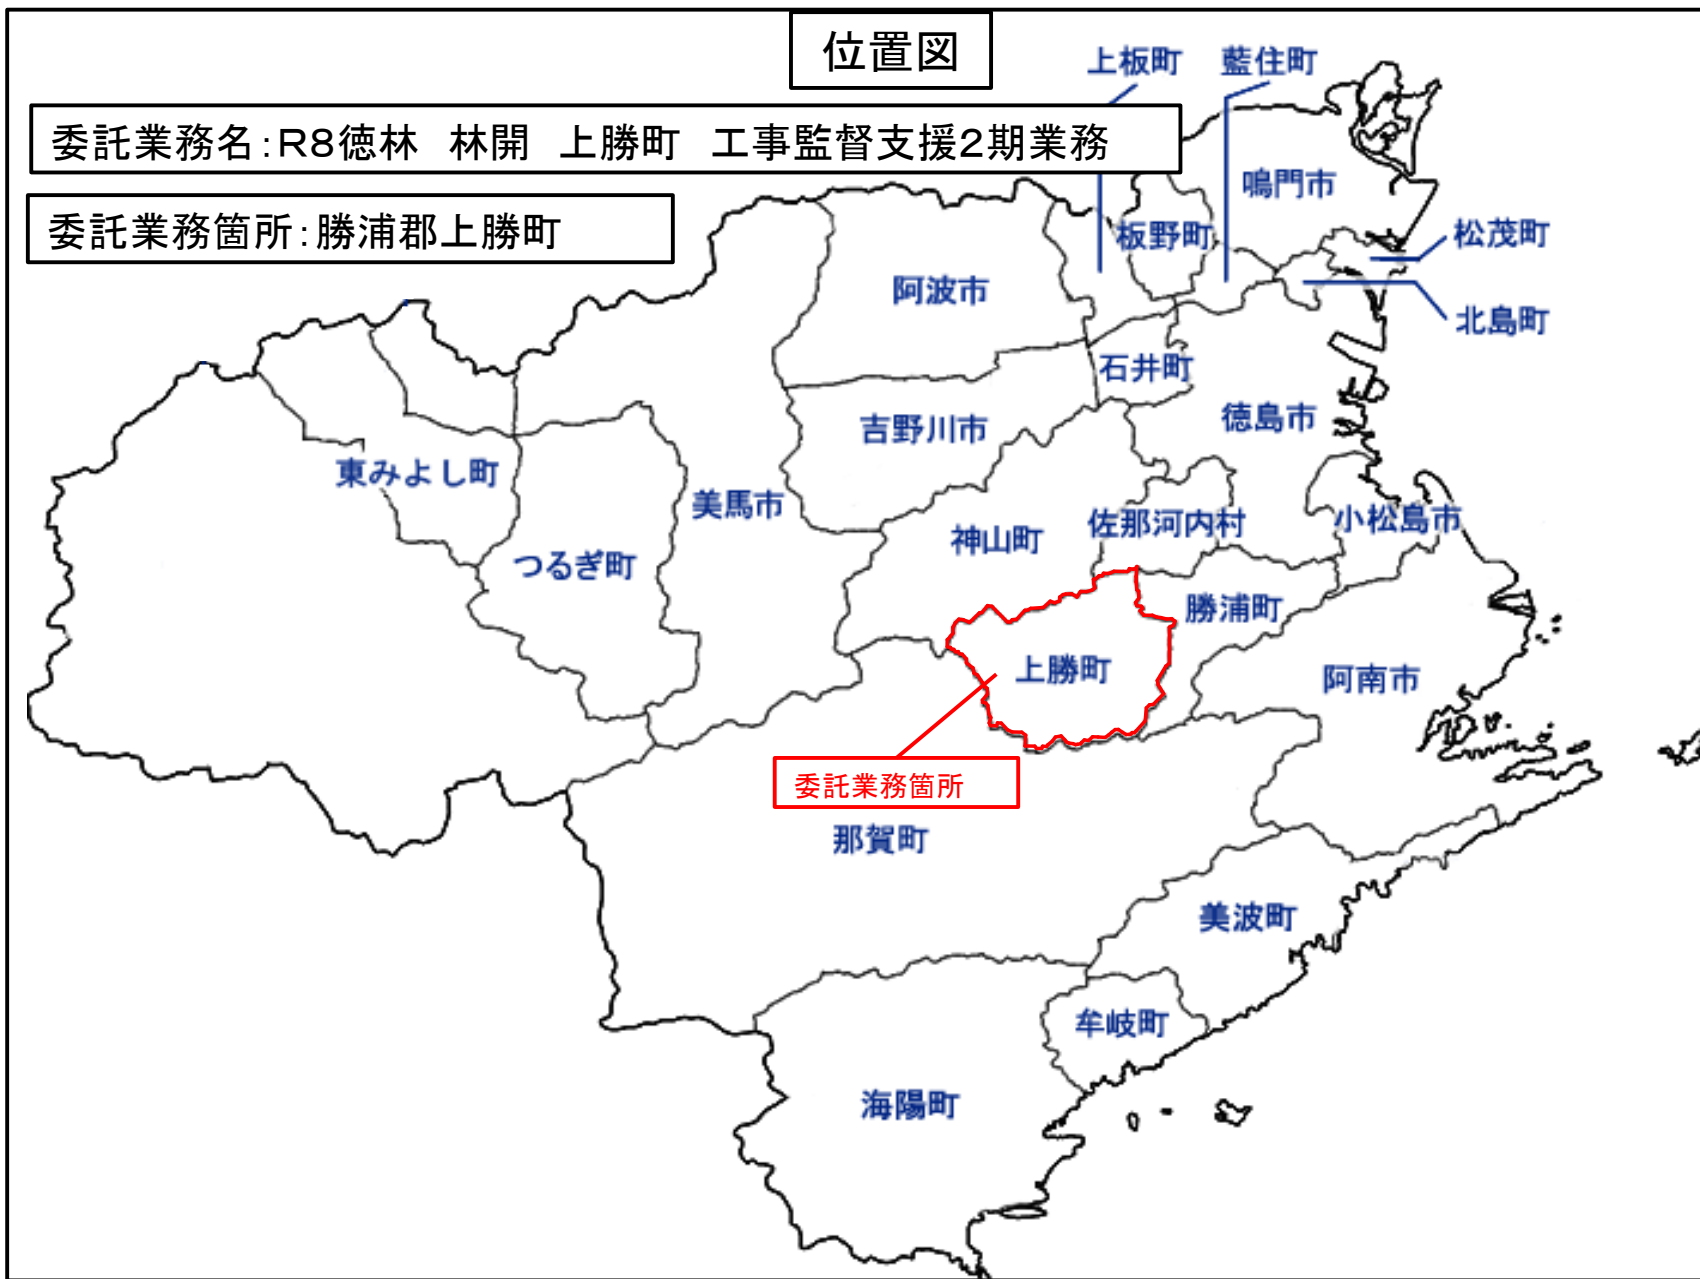 位置図
委託業務名:R8徳林　林開　上勝町　工事監督支援2期業務
委託業務箇所:勝浦郡上勝町
上板町
藍住町
鳴門市
板野町
松茂町
阿波市
北島町
石井町
徳島市
吉野川市
東みよし町
美馬市
佐那河内村
小松島市
神山町
つるぎ町
勝浦町
上勝町
阿南市
委託業務箇所
那賀町
美波町
牟岐町
海陽町